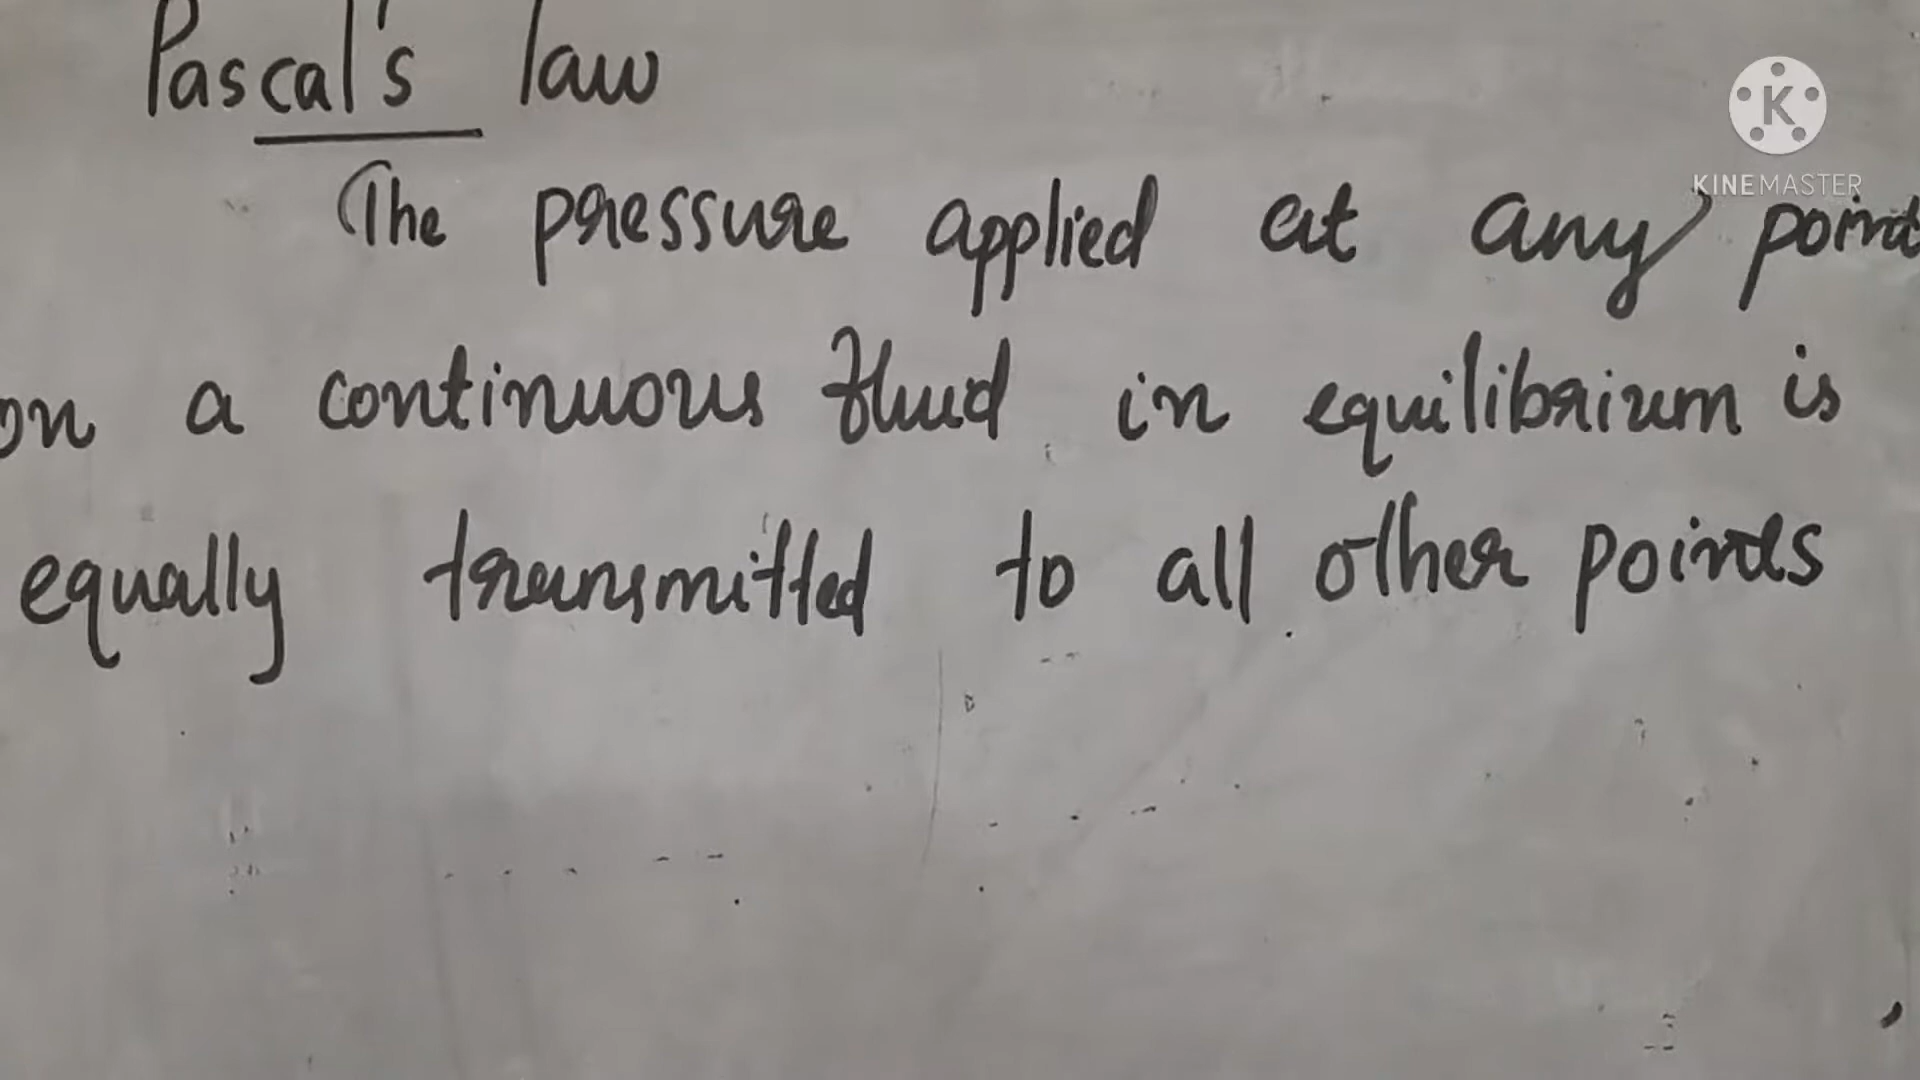 Pascal's law
K
KINEMASTER
The pressure applied at any point
on a continuous fluid in equilibrium is
equally transmitted to all other points